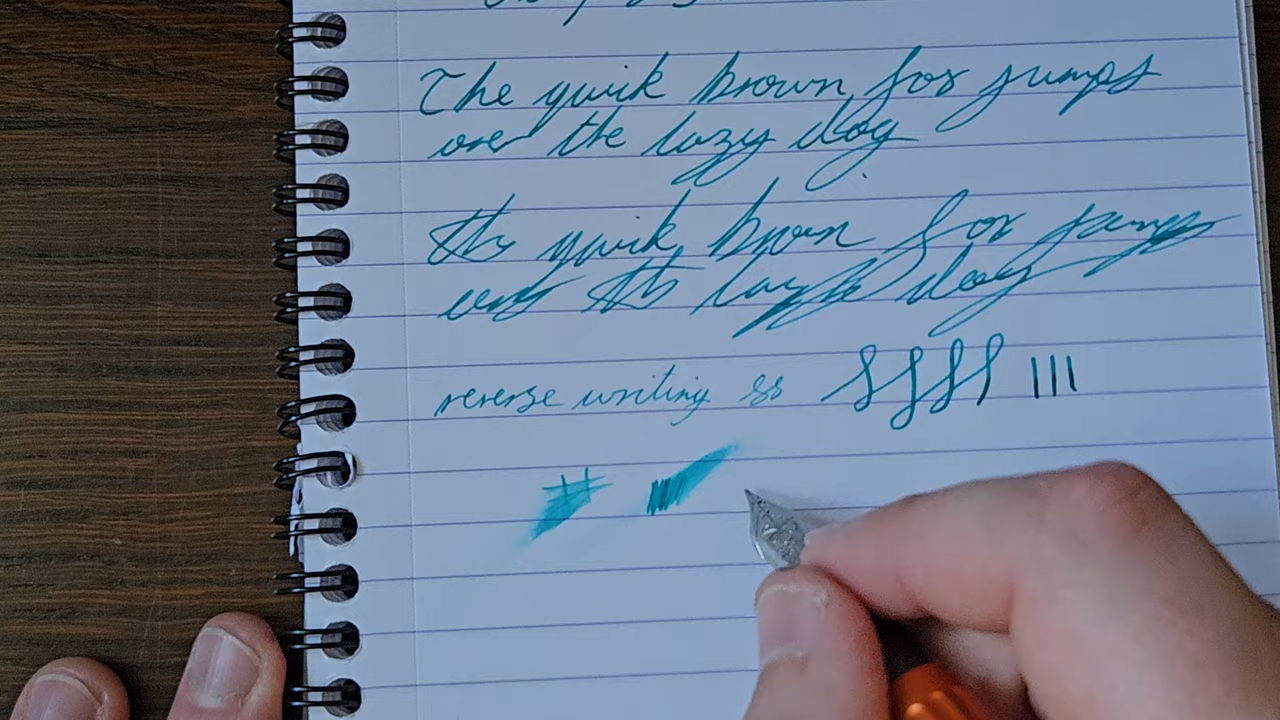 The quick brown fox jumps
over the lazy dog
The quick brown fox jumps
over the lazy dog
reverse writing ss